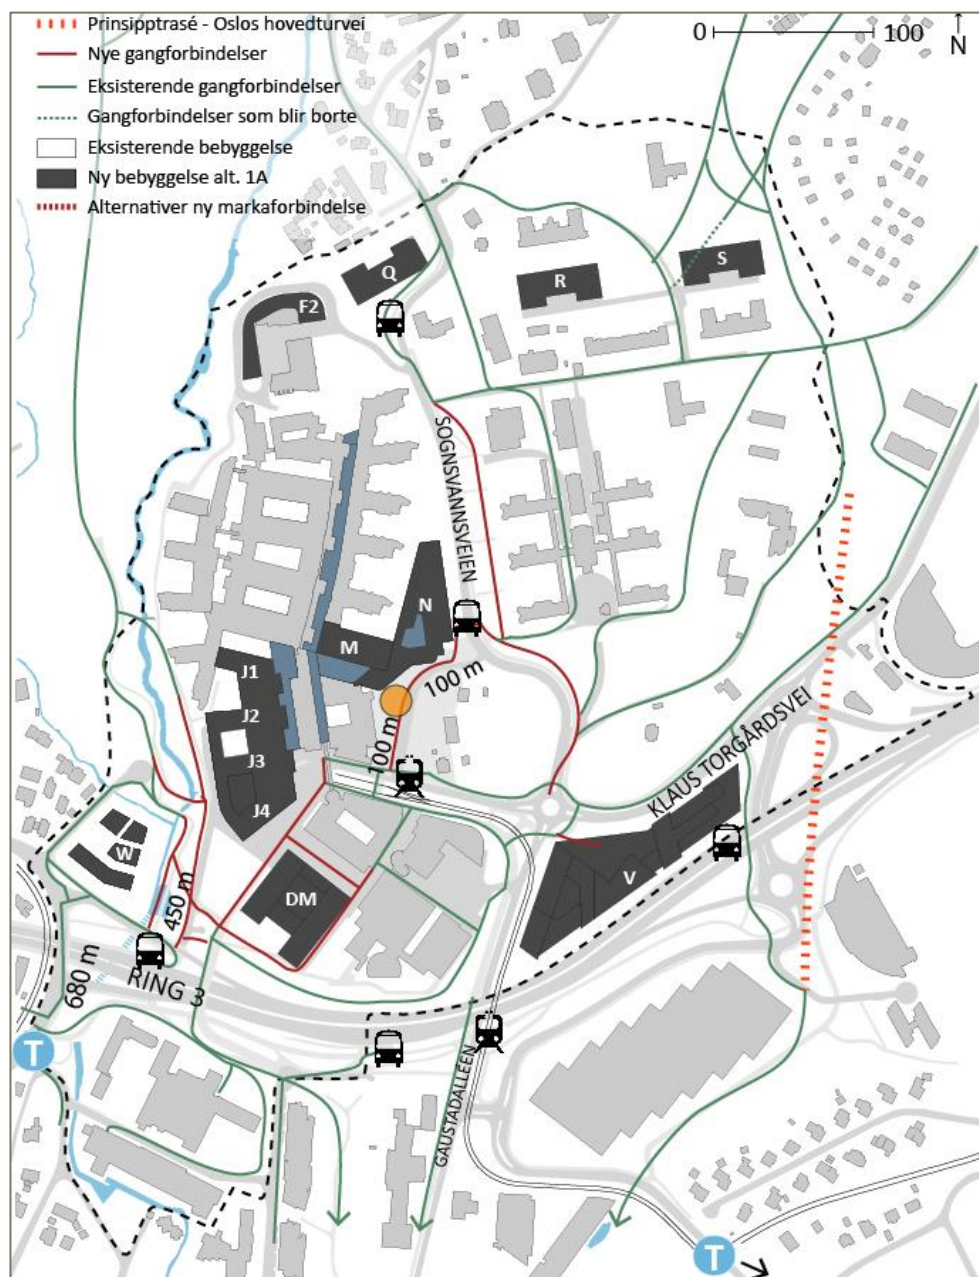 Prinsipptrasé - Oslos hovedturvei
Nye gangforbindelser
Eksisterende gangforbindelser
Gangforbindelser som blir borte
Eksisterende bebyggelse
Ny bebyggelse alt. 1A
Alternativer ny markaforbindelse
0 100
N
Q
F2
R
S
SOGNSVANNSVEIEN
N
M
J1
J2
J3
J4
100 m
100 m
KLAUS TORGÅRDSVEI
W
DM
V
450 m
680 m
RING 3
T
GAUSTADALLEEN
T